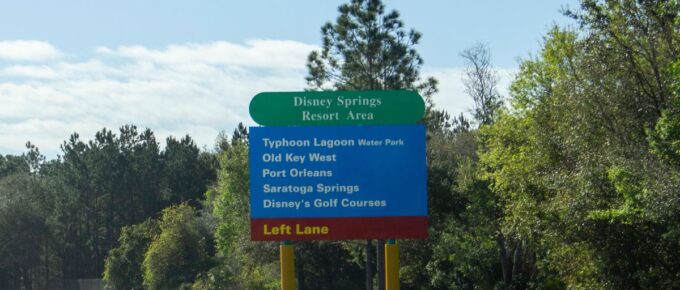 Disney Springs
Resort Area
Typhoon Lagoon Water Park
Old Key West
Port Orleans
Saratoga Springs
Disney's Golf Courses
Left Lane